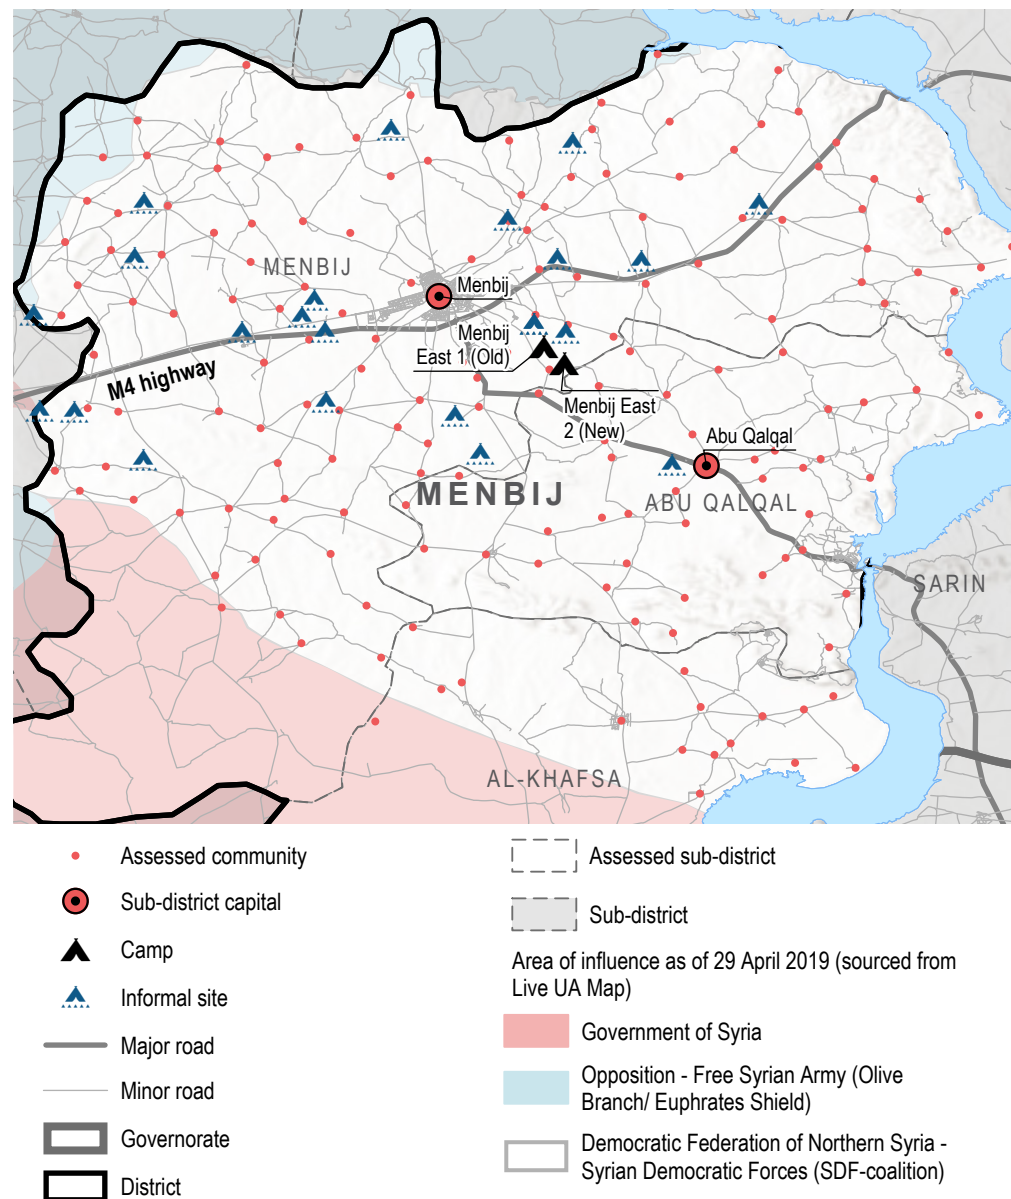 MENBIJ
Menbij
Menbij
East 1 (Old)
M4 highway
Menbij East
2 (New)
Abu Qalqal
MENBIJ
ABU QALQAL
SARIN
AL-KHAFSA
Assessed community
Sub-district capital
Camp
Informal site
Major road
Minor road
Governorate
District
Assessed sub-district
Sub-district
Area of influence as of 29 April 2019 (sourced from
Live UA Map)
Government of Syria
Opposition - Free Syrian Army (Olive
Branch/ Euphrates Shield)
Democratic Federation of Northern Syria -
Syrian Democratic Forces (SDF-coalition)